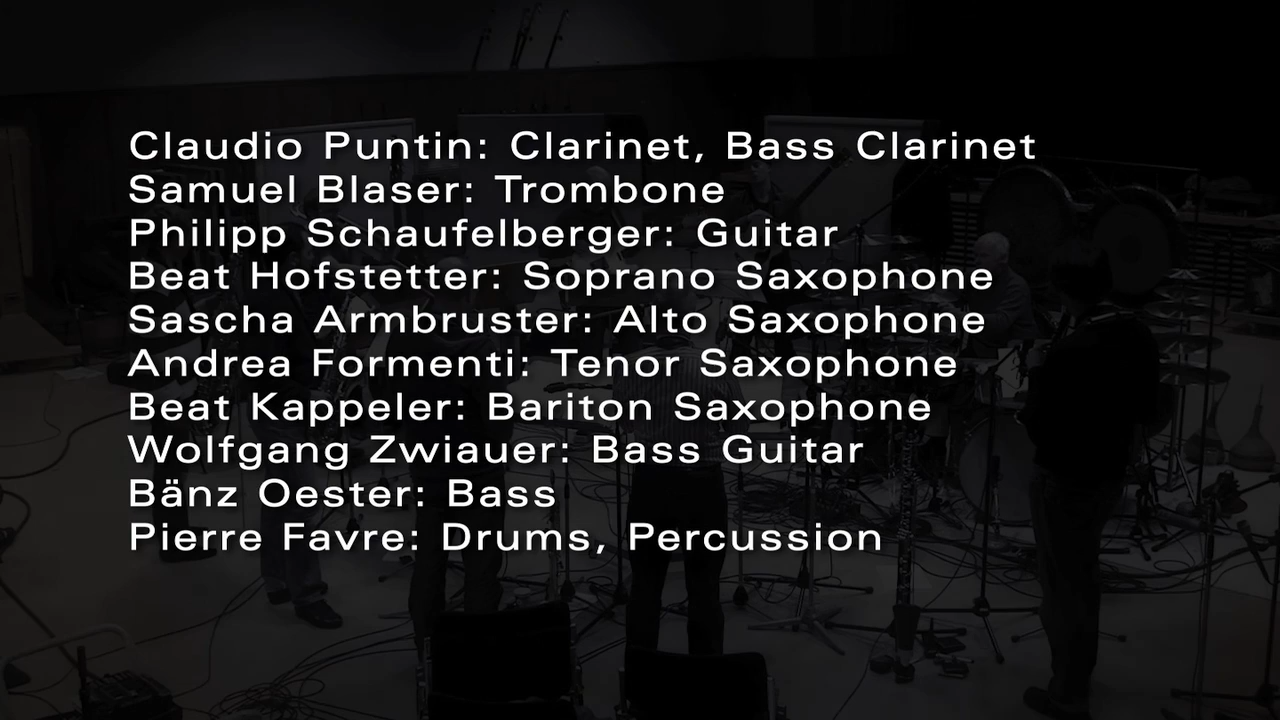 Claudio Puntin: Clarinet, Bass Clarinet
Samuel Blaser: Trombone
Philipp Schaufelberger: Guitar
Beat Hofstetter: Soprano Saxophone
Sascha Armbruster: Alto Saxophone
Andrea Formenti: Tenor Saxophone
Beat Kappeler: Bariton Saxophone
Wolfgang Zwiauer: Bass Guitar
Bänz Oester: Bass
Pierre Favre: Drums, Percussion